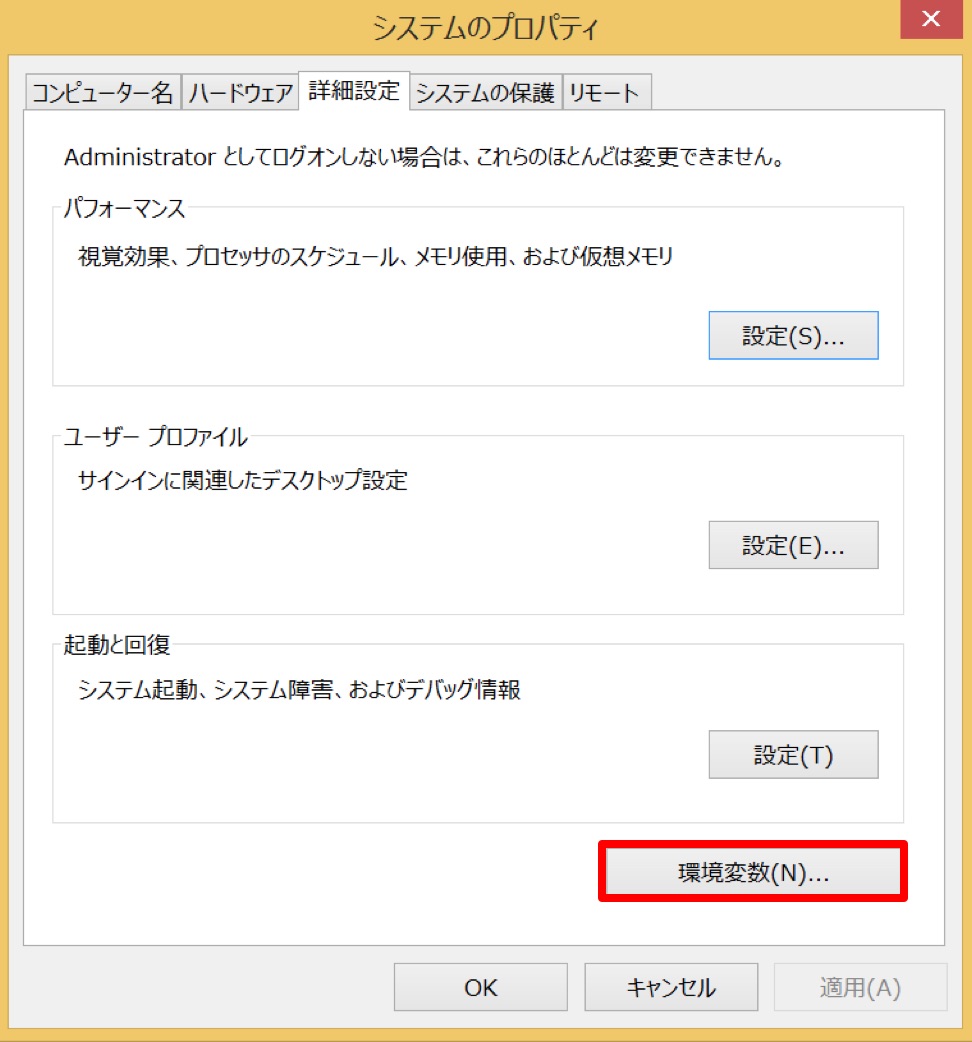 システムのプロパティ
コンピューター名
ハードウェア
詳細設定
システムの保護
リモート
Administrator としてログオンしない場合は、これらのほとんどは変更できません。
パフォーマンス
視覚効果、プロセッサのスケジュール、メモリ使用、および仮想メモリ
設定(S)...
ユーザー プロファイル
サインインに関連したデスクトップ設定
設定(E)...
起動と回復
システム起動、システム障害、およびデバッグ情報
設定(T)
環境変数(N)...
OK
キャンセル
適用(A)